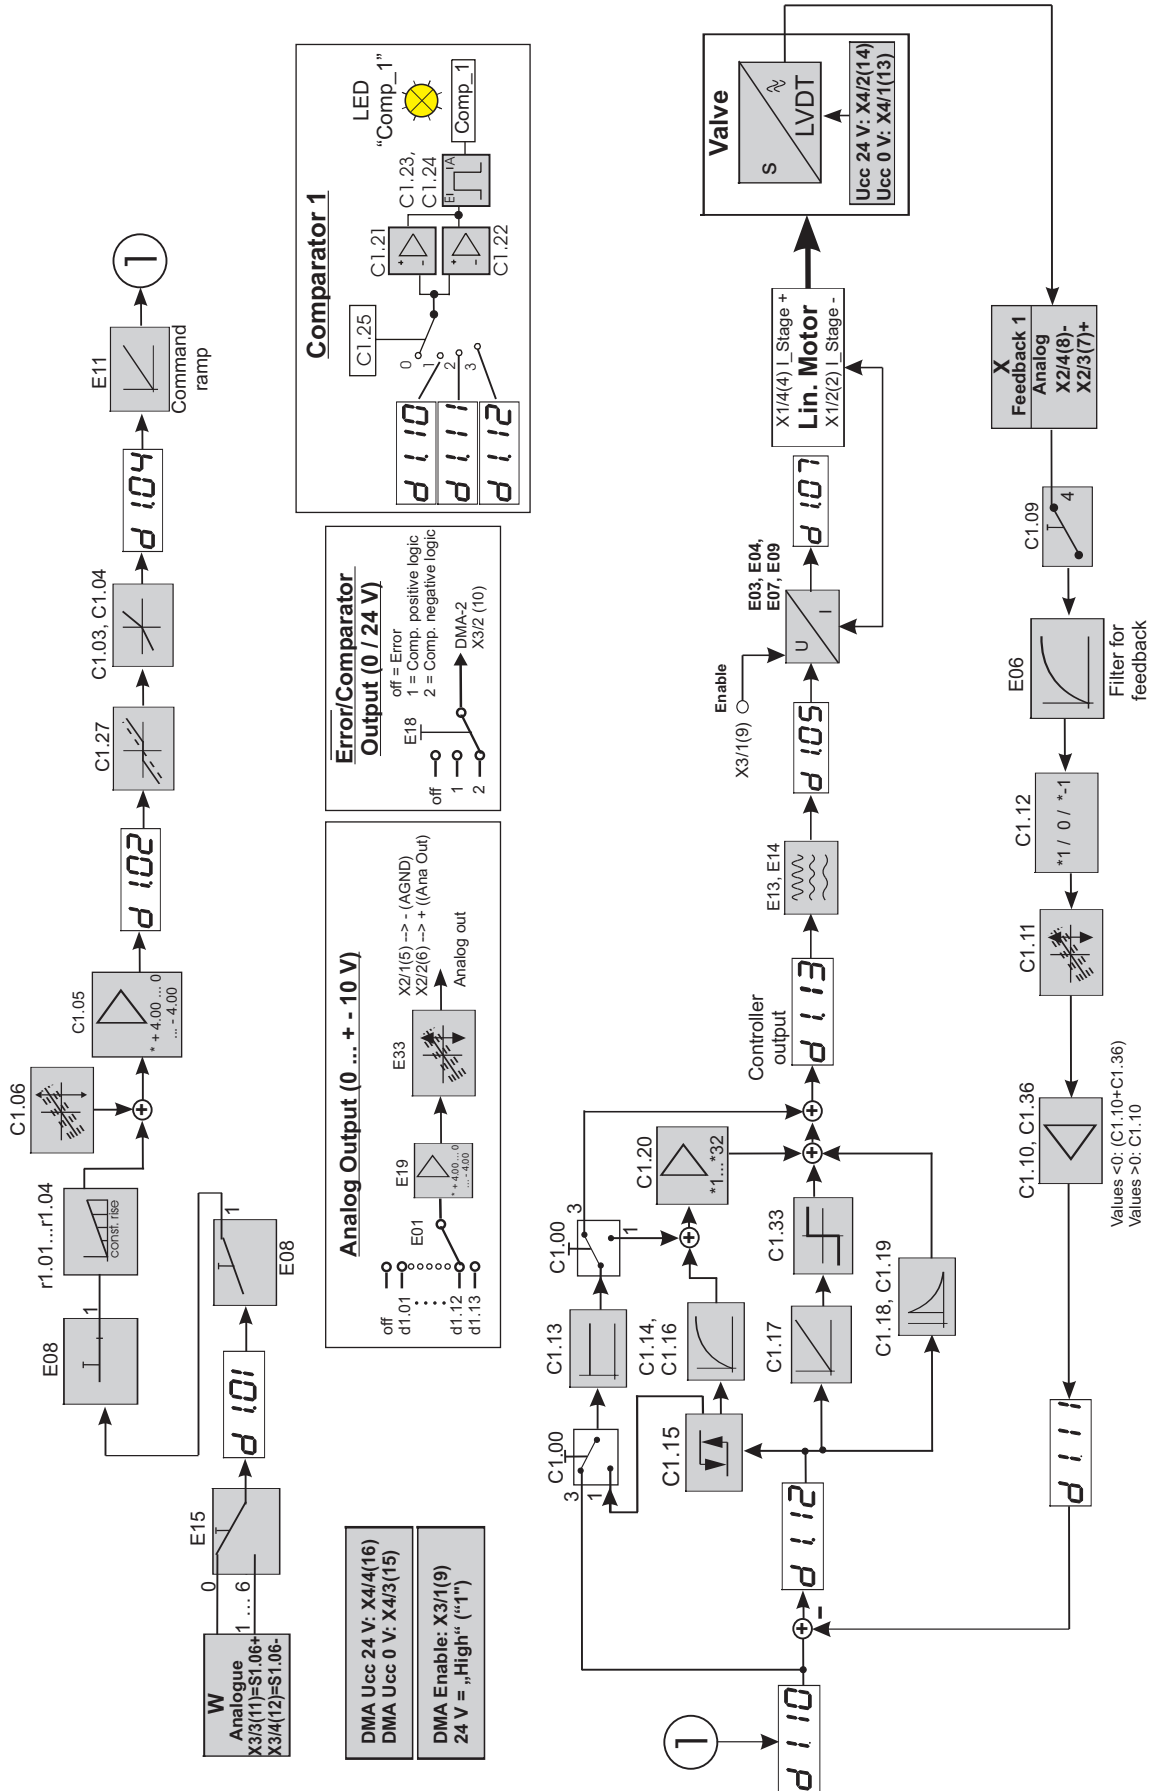 W
Analogue
X3/3(11)=S1.06+
X3/4(12)=S1.06-
0
1 ... 6
E15
d 1.01
E08
1
E08
1
r1.01...r1.04
const. rise
C1.06
+
C1.05
* + 4.00 ... 0
... - 4.00
d 1.02
C1.27
C1.03, C1.04
d 1.04
E11
Command
ramp
1
DMA Ucc 24 V: X4/4(16)
DMA Ucc 0 V: X4/3(15)
DMA Enable: X3/1(9)
24 V = „High“ ("1")
Analog Output (0 ... + - 10 V)
off
d1.01
d1.12
d1.13
E01
E19
* + 4.00 ... 0
... - 4.00
E33
X2/1(5) --> - (AGND)
X2/2(6) --> + ((Ana Out)
Analog out
Error/Comparator
Output (0 / 24 V)
off = Error
1 = Comp. positive logic
2 = Comp. negative logic
E18
off
1
2
DMA-2
X3/2 (10)
Comparator 1
d 1.10
d 1.11
d 1.12
C1.25
0
1
2
3
C1.21
+
-
C1.22
+
-
C1.23,
C1.24
E
A
LED
“Comp_1”
Comp_1
1
d 1.10
+
-
d 1.12
3
1
C1.00
C1.13
C1.00
3
1
C1.15
C1.14,
C1.16
+
C1.20
*1...*32
C1.17
C1.33
C1.18, C1.19
+
+
Controller
output
d 1.13
E13, E14
d 1.05
X3/1(9)
Enable
U
I
E03, E04,
E07, E09
d 1.07
X1/4(4) I_Stage +
Lin. Motor
X1/2(2) I_Stage -
Valve
S
LVDT
Ucc 24 V: X4/2(14)
Ucc 0 V: X4/1(13)
X
Feedback 1
Analog
X2/4(8)-
X2/3(7)+
C1.09
4
E06
Filter for
feedback
C1.12
*1 / 0 / *-1
C1.11
C1.10, C1.36
Values <0: (C1.10+C1.36)
Values >0: C1.10
d 1.11